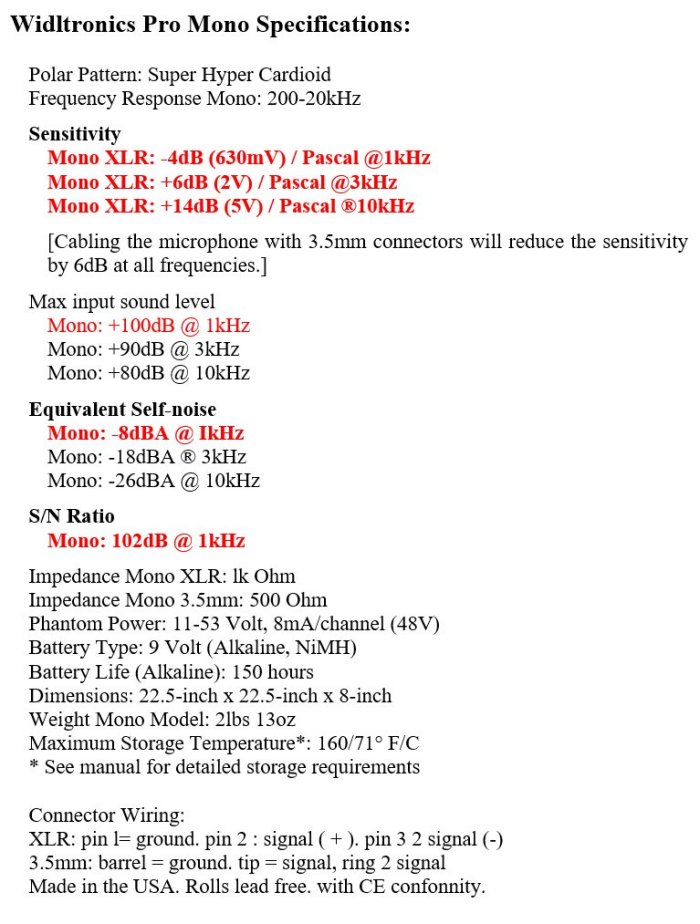 Widltronics Pro Mono Specifications:
Polar Pattern: Super Hyper Cardioid
Frequency Response Mono: 200-20kHz
Sensitivity
Mono XLR: -4dB (630mV) / Pascal @1kHz
Mono XLR: +6dB (2V) / Pascal @3kHz
Mono XLR: +14dB (5V) / Pascal ®10kHz
[Cabling the microphone with 3.5mm connectors will reduce the sensitivity
by 6dB at all frequencies.]
Max input sound level
Mono: +100dB @ 1kHz
Mono: +90dB @ 3kHz
Mono: +80dB @ 10kHz
Equivalent Self-noise
Mono: -8dBA @ IkHz
Mono: -18dBA ® 3kHz
Mono: -26dBA @ 10kHz
S/N Ratio
Mono: 102dB @ 1kHz
Impedance Mono XLR: lk Ohm
Impedance Mono 3.5mm: 500 Ohm
Phantom Power: 11-53 Volt, 8mA/channel (48V)
Battery Type: 9 Volt (Alkaline, NiMH)
Battery Life (Alkaline): 150 hours
Dimensions: 22.5-inch x 22.5-inch x 8-inch
Weight Mono Model: 2lbs 13oz
Maximum Storage Temperature*: 160/71° F/C
* See manual for detailed storage requirements
Connector Wiring:
XLR: pin l= ground. pin 2 : signal ( + ). pin 3 2 signal (-)
3.5mm: barrel = ground. tip = signal, ring 2 signal
Made in the USA. Rolls lead free. with CE confonnity.